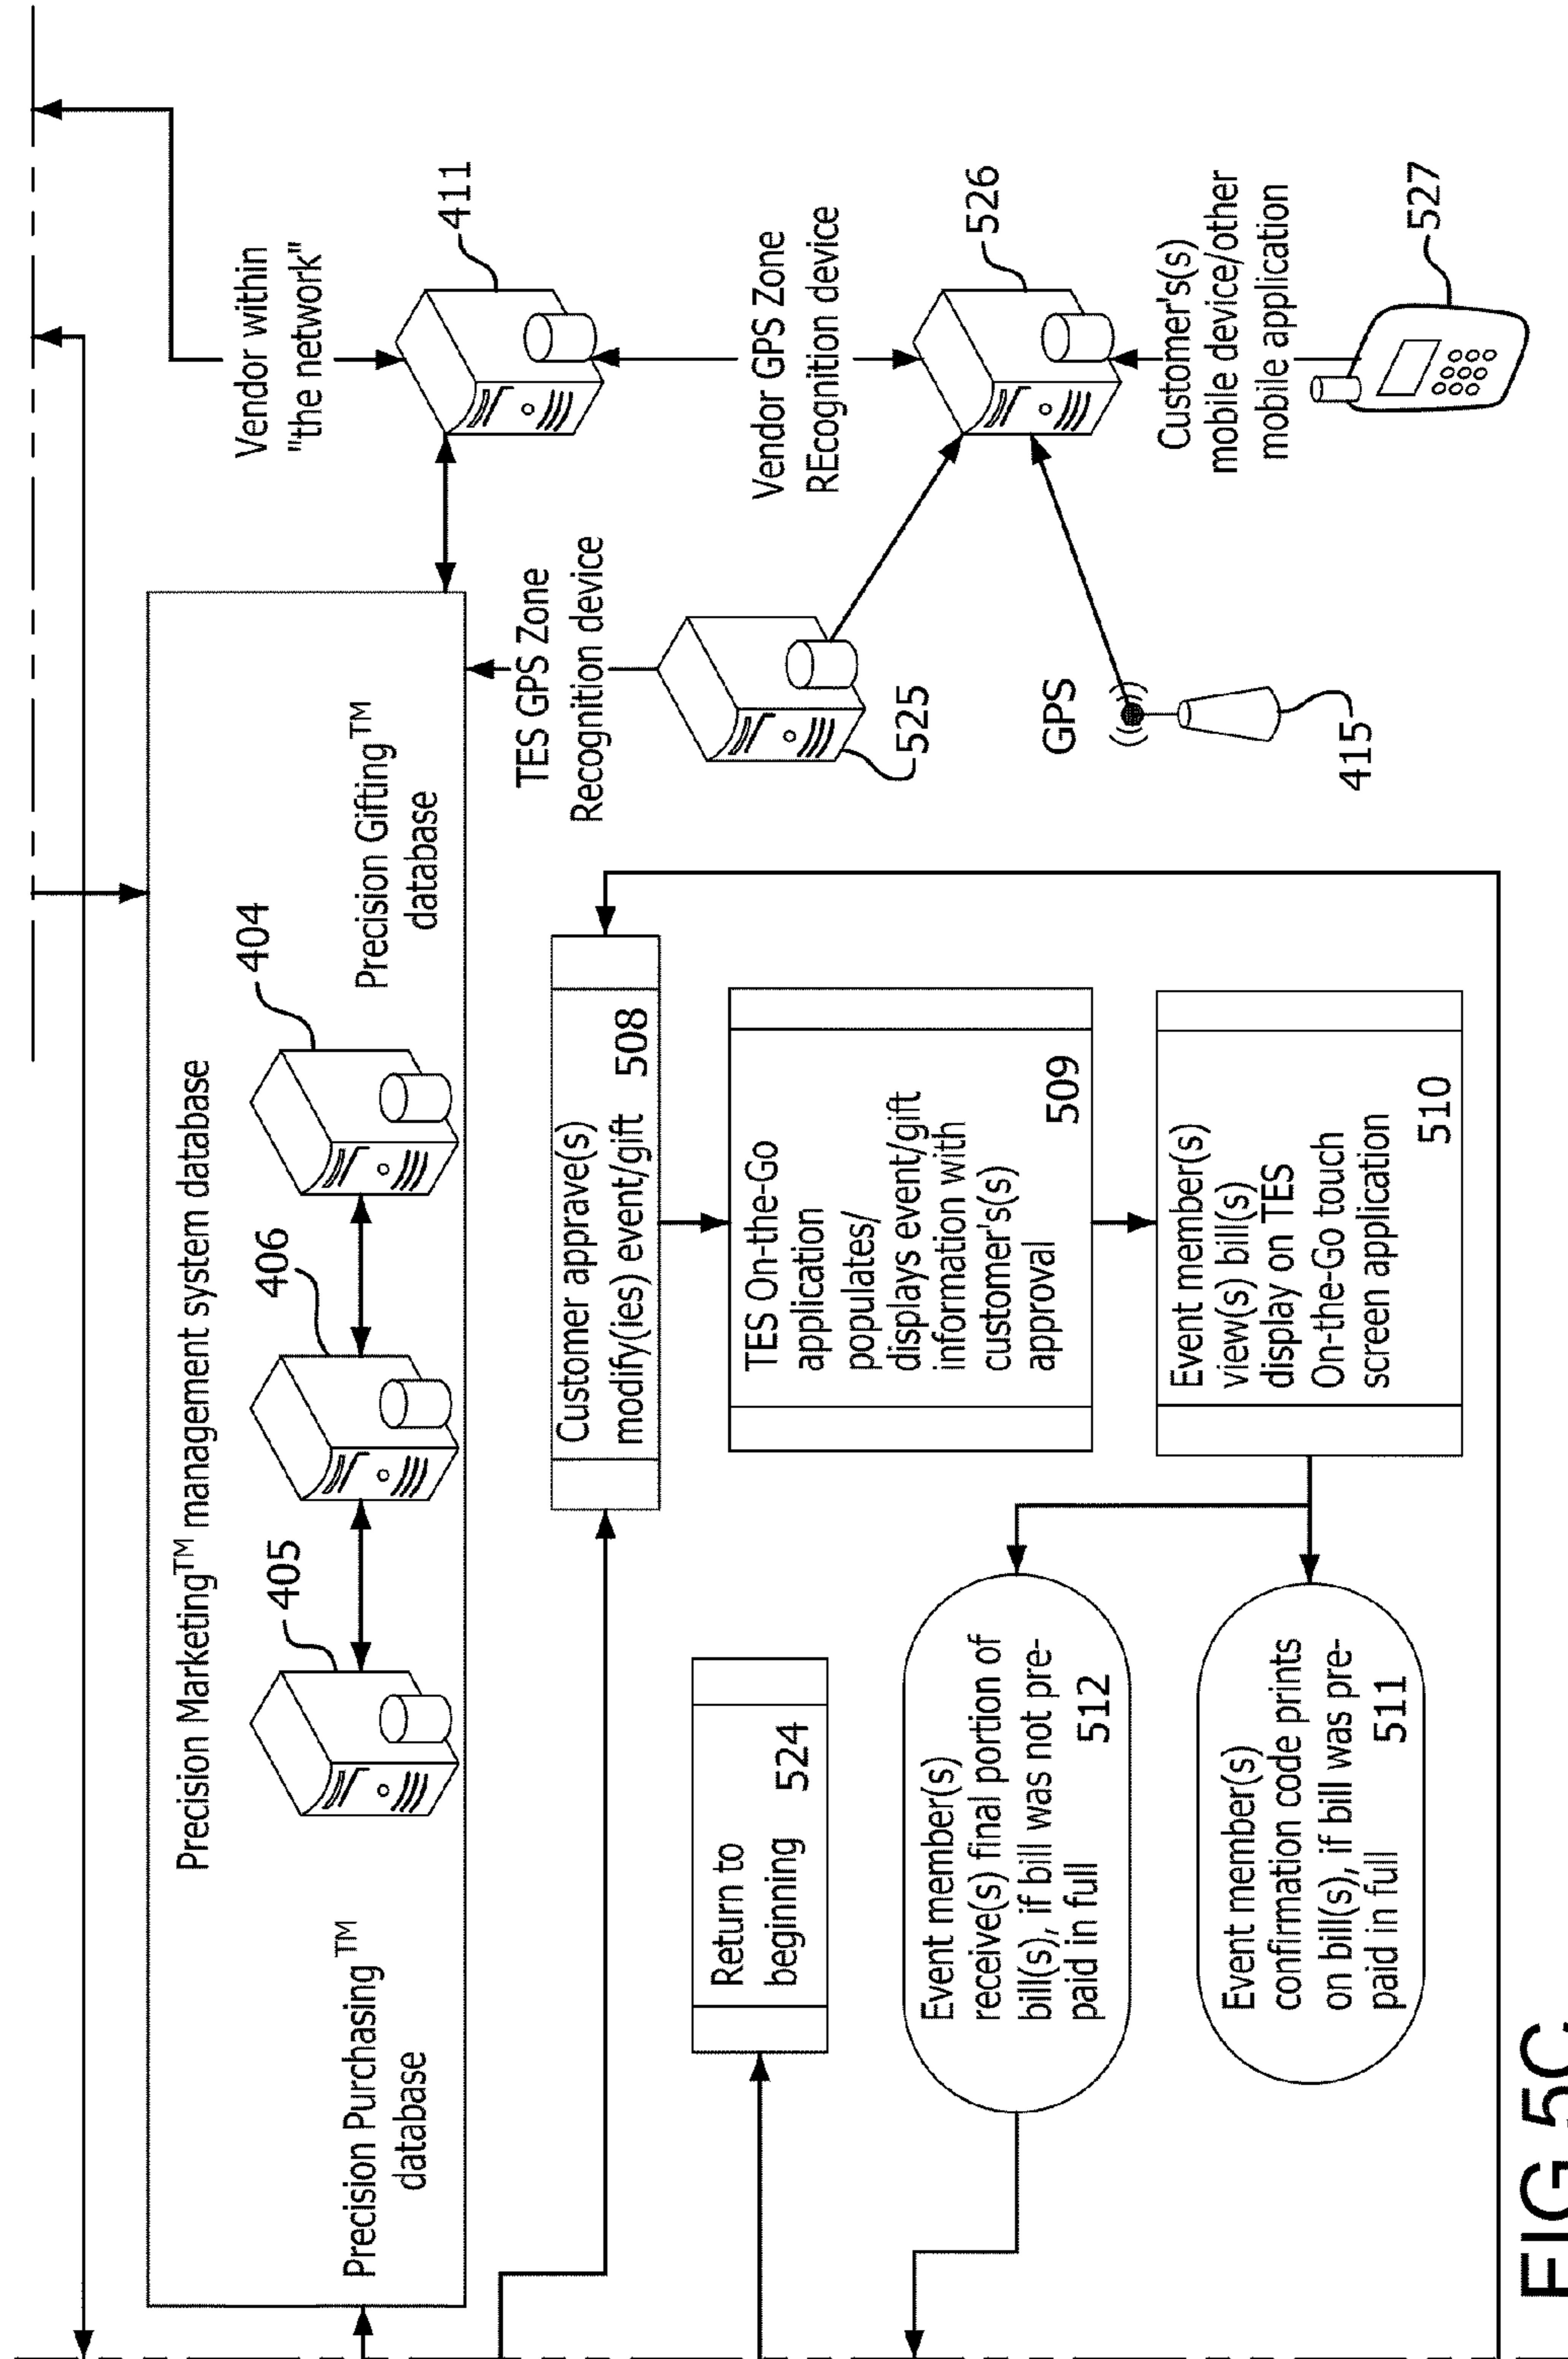 Precision Marketing™ management system database
Precision Purchasing™
database
405
406
404
Precision Gifting™
database
Vendor within
"the network"
411
TES GPS Zone
Recognition device
525
Vendor GPS Zone
REcognition device
526
GPS
415
Customer's(s)
mobile device/other
mobile application
527
Customer apprave(s)
modify(ies) event/gift 508
TES On-the-Go
application
populates/
displays event/gift
information with
customer's(s)
approval 509
Event member(s)
view(s) bill(s)
display on TES
On-the-Go touch
screen application
510
Return to
beginning 524
Event member(s)
receive(s) final portion of
bill(s), if bill was not pre-
paid in full 512
Event member(s)
confirmation code prints
on bill(s), if bill was pre-
paid in full 511
FIG.5C